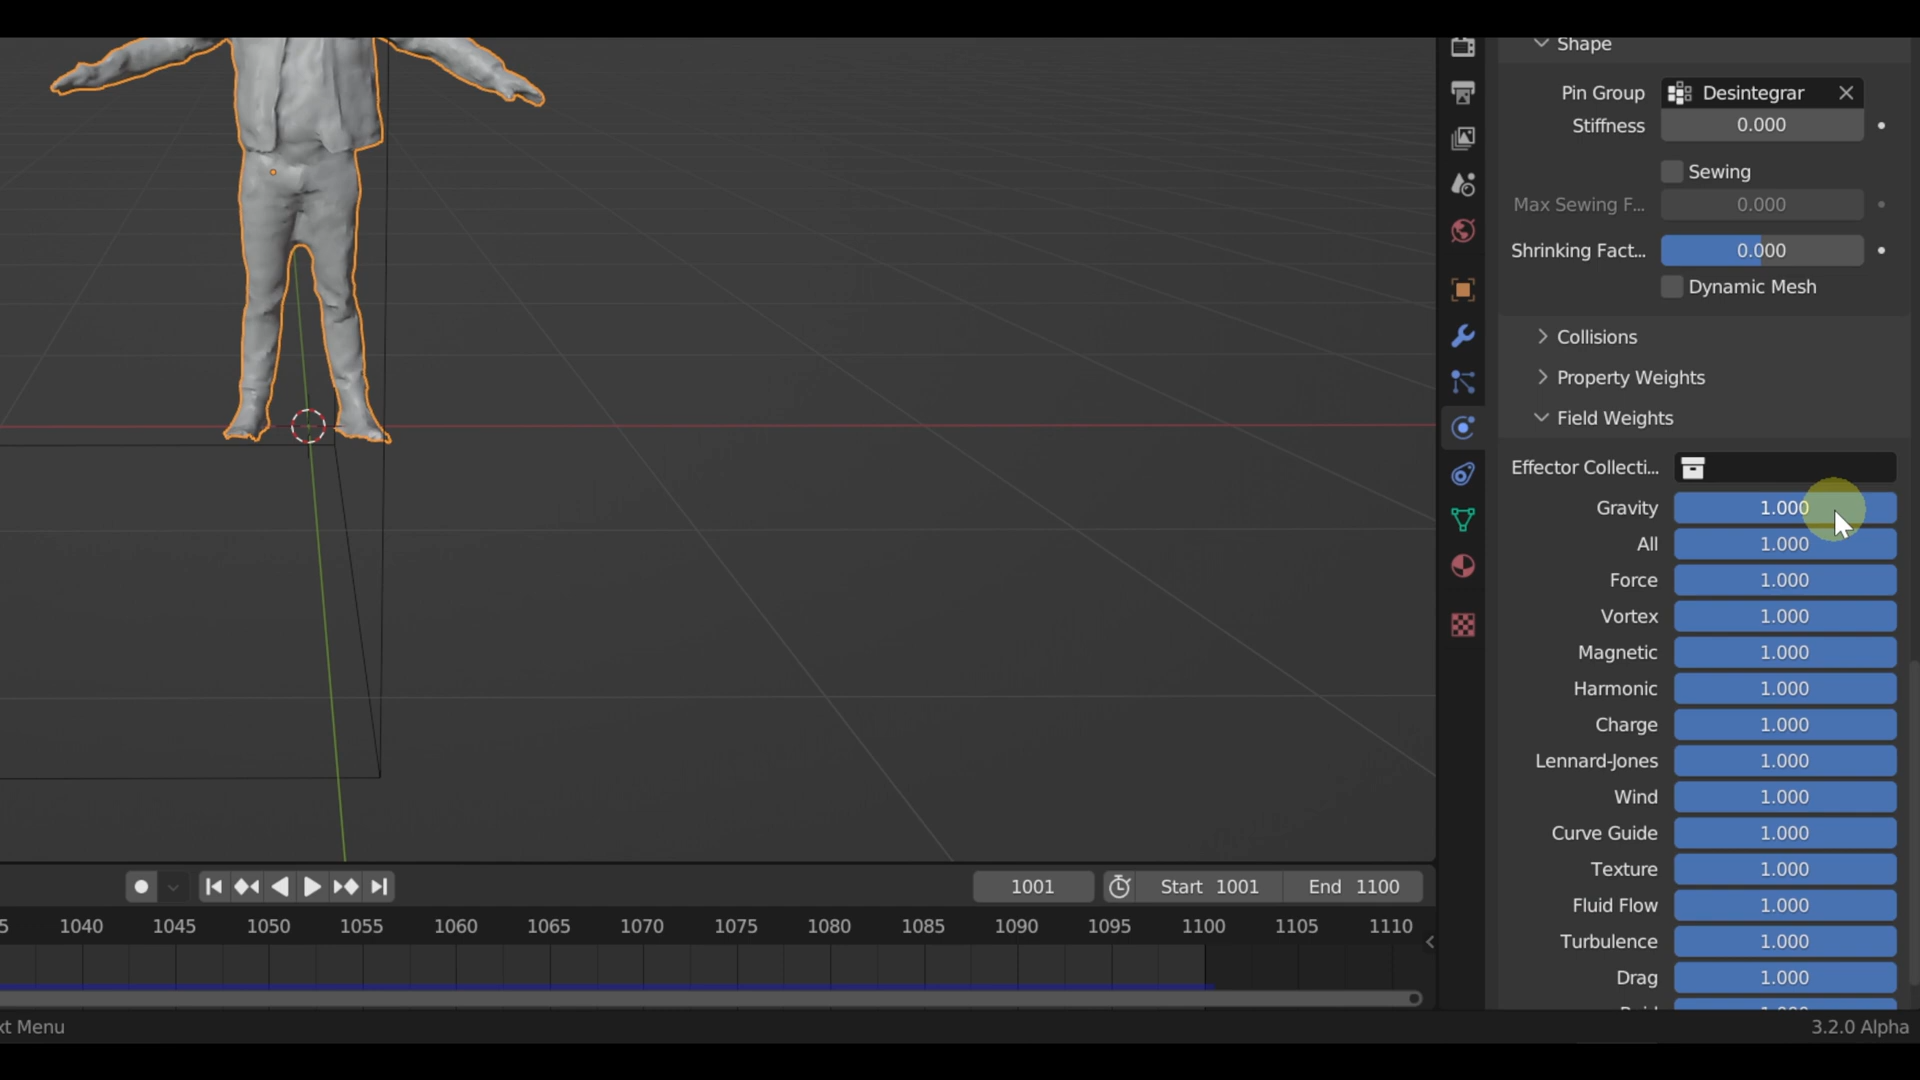 Shape
Pin Group Desintegrar
Stiffness 0.000
Sewing
Max Sewing F... 0.000
Shrinking Fact... 0.000
Dynamic Mesh
Collisions
Property Weights
Field Weights
Effector Collecti...
Gravity 1.000
All 1.000
Force 1.000
Vortex 1.000
Magnetic 1.000
Harmonic 1.000
Charge 1.000
Lennard-Jones 1.000
Wind 1.000
Curve Guide 1.000
Texture 1.000
Fluid Flow 1.000
Turbulence 1.000
Drag 1.000
1001 Start 1001 End 1100
5 1040 1045 1050 1055 1060 1065 1070 1075 1080 1085 1090 1095 1100 1105 1110
xt Menu 3.2.0 Alpha